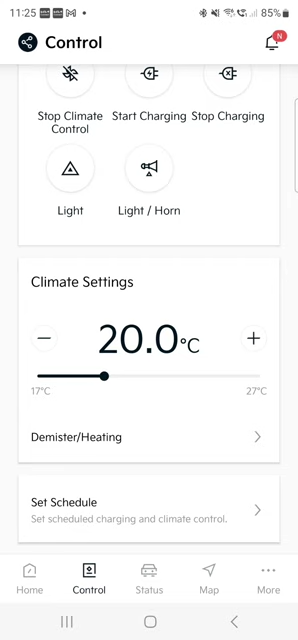 11:25
85%
Control
N
Stop Climate Control
Start Charging
Stop Charging
Light
Light / Horn
Climate Settings
20.0°C
17°C
27°C
Demister/Heating
Set Schedule
Set scheduled charging and climate control.
Home
Control
Status
Map
More